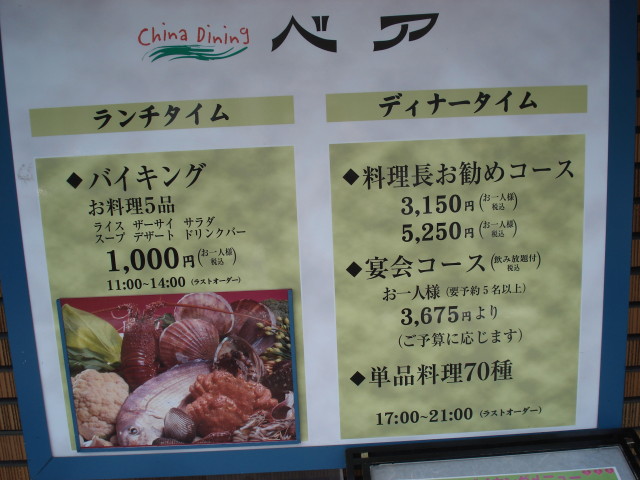 China Dining ベア
ランチタイム
◆バイキング
お料理5品
ライス ザーサイ サラダ
スープ デザート ドリンクバー
1,000円(お一人様 税込)
11:00~14:00 (ラストオーダー)
ディナータイム
◆料理長お勧めコース
3,150円(お一人様 税込)
5,250円(お一人様 税込)
◆宴会コース(飲み放題付 税込)
お一人様(要予約5名以上)
3,675円より
(ご予算に応じます)
◆単品料理70種
17:00~21:00 (ラストオーダー)